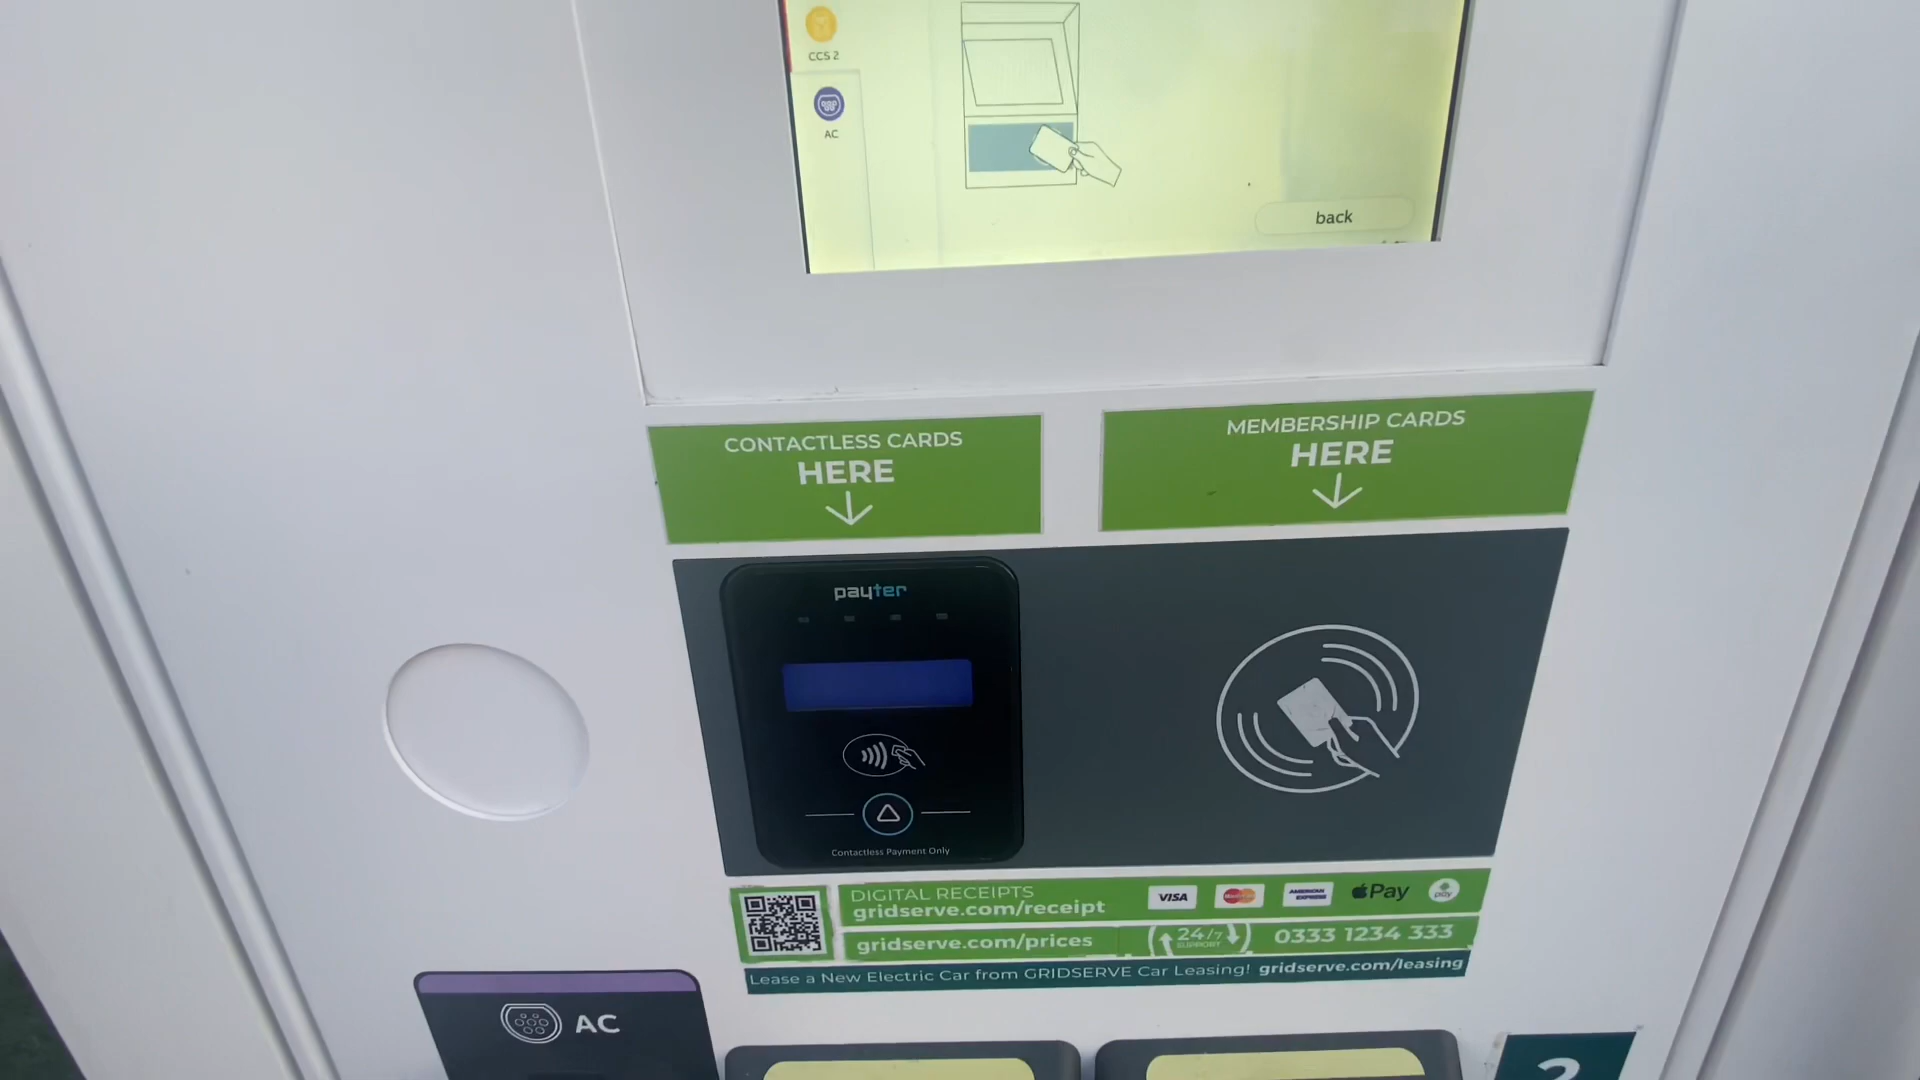 CCS 2
AC
back
CONTACTLESS CARDS
HERE
MEMBERSHIP CARDS
HERE
payter
Contactless Payment Only
DIGITAL RECEIPTS
gridserve.com/receipt
VISA
MasterCard
AMERICAN EXPRESS
Pay
pay
gridserve.com/prices
24/7
SUPPORT
0333 1234 333
Lease a New Electric Car from GRIDSERVE Car Leasing! gridserve.com/leasing
AC
2